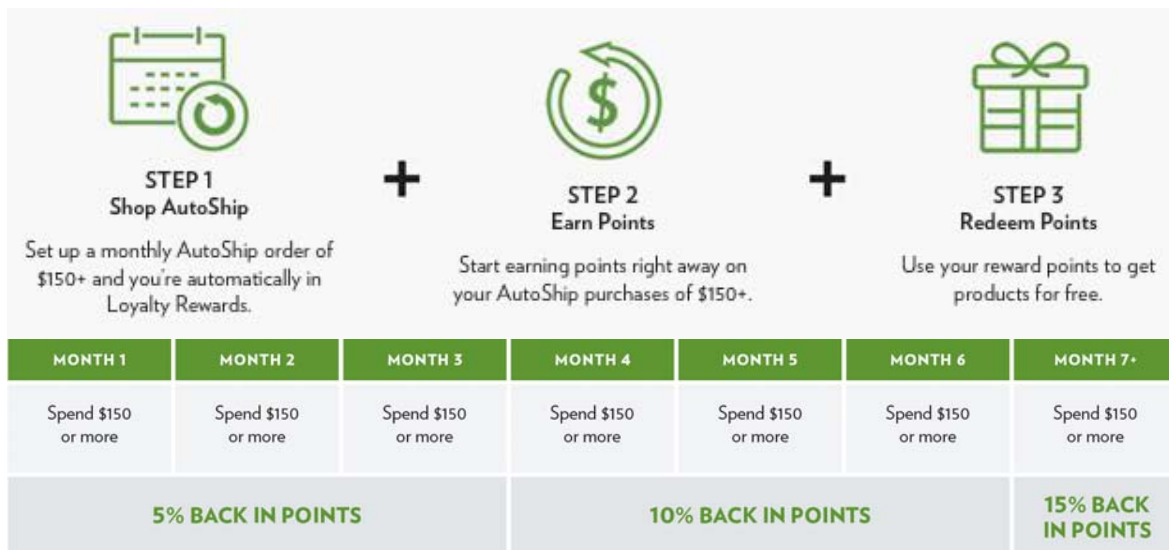 STEP 1
Shop AutoShip
Set up a monthly AutoShip order of
$150+ and you're automatically in
Loyalty Rewards.
+
STEP 2
Earn Points
Start earning points right away on
your AutoShip purchases of $150+.
+
STEP 3
Redeem Points
Use your reward points to get
products for free.
MONTH 1
MONTH 2
MONTH 3
MONTH 4
MONTH 5
MONTH 6
MONTH 7+
Spend $150
or more
Spend $150
or more
Spend $150
or more
Spend $150
or more
Spend $150
or more
Spend $150
or more
Spend $150
or more
5% BACK IN POINTS
10% BACK IN POINTS
15% BACK
IN POINTS